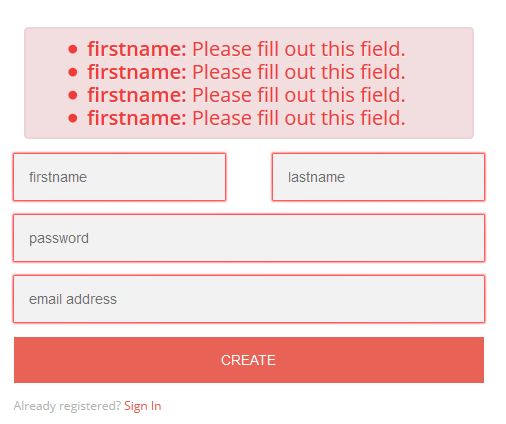 firstname: Please fill out this field.
firstname: Please fill out this field.
firstname: Please fill out this field.
firstname: Please fill out this field.
firstname lastname
password
email address
CREATE
Already registered? Sign In